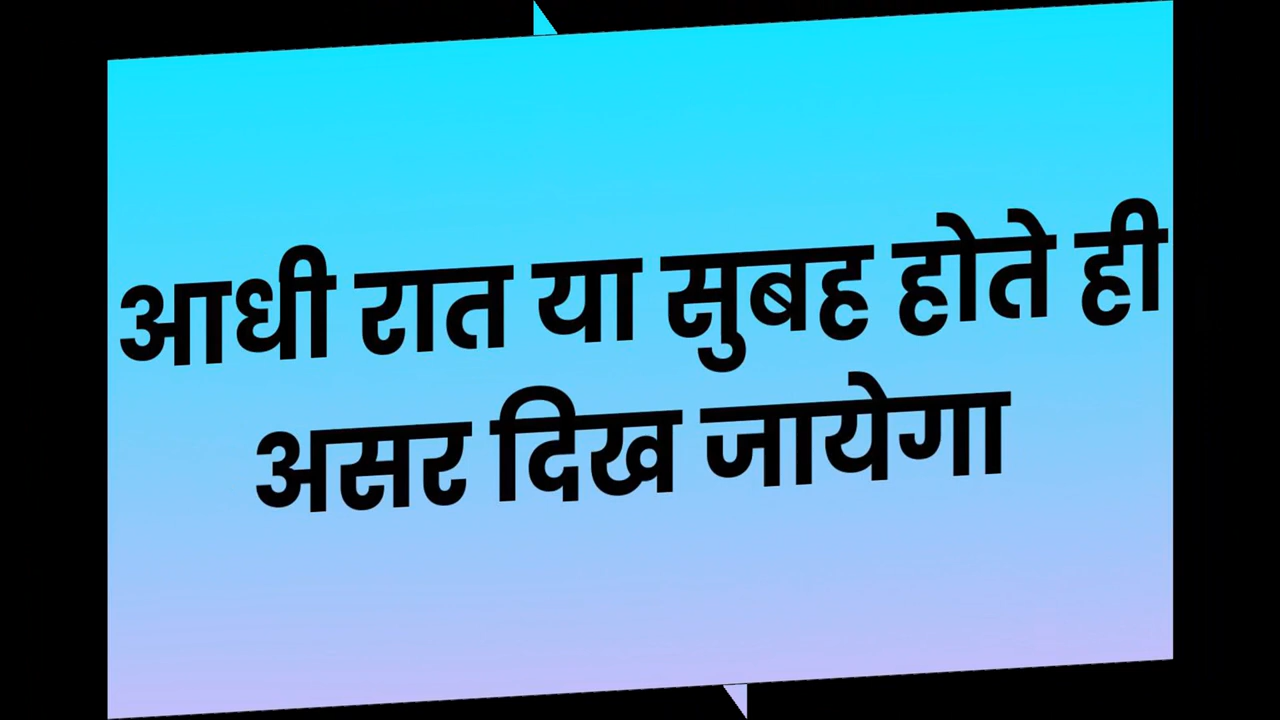 आधी रात या सुबह होते ही
असर दिख जायेगा